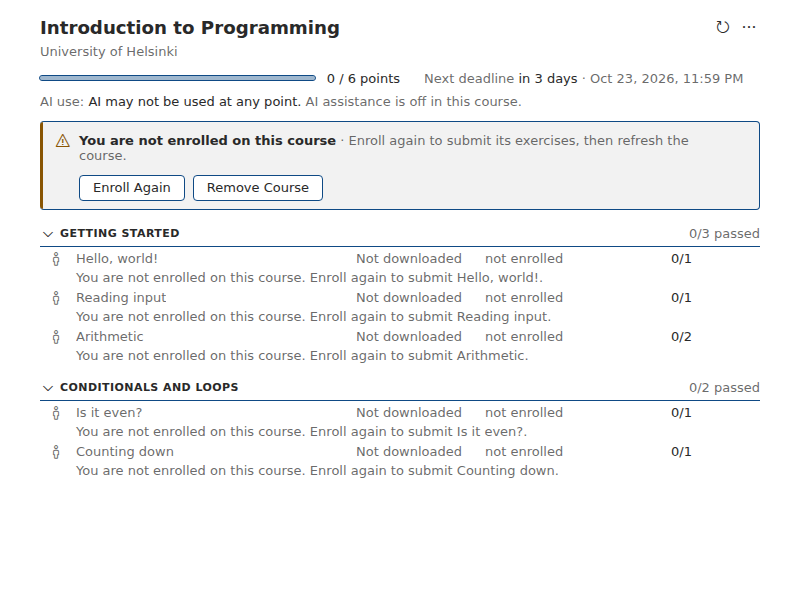 Introduction to Programming
University of Helsinki
0 / 6 points Next deadline in 3 days · Oct 23, 2026, 11:59 PM
AI use: AI may not be used at any point. AI assistance is off in this course.
You are not enrolled on this course · Enroll again to submit its exercises, then refresh the
course.
Enroll Again Remove Course
GETTING STARTED 0/3 passed
Hello, world! Not downloaded not enrolled 0/1
You are not enrolled on this course. Enroll again to submit Hello, world!.
Reading input Not downloaded not enrolled 0/1
You are not enrolled on this course. Enroll again to submit Reading input.
Arithmetic Not downloaded not enrolled 0/2
You are not enrolled on this course. Enroll again to submit Arithmetic.
CONDITIONALS AND LOOPS 0/2 passed
Is it even? Not downloaded not enrolled 0/1
You are not enrolled on this course. Enroll again to submit Is it even?.
Counting down Not downloaded not enrolled 0/1
You are not enrolled on this course. Enroll again to submit Counting down.